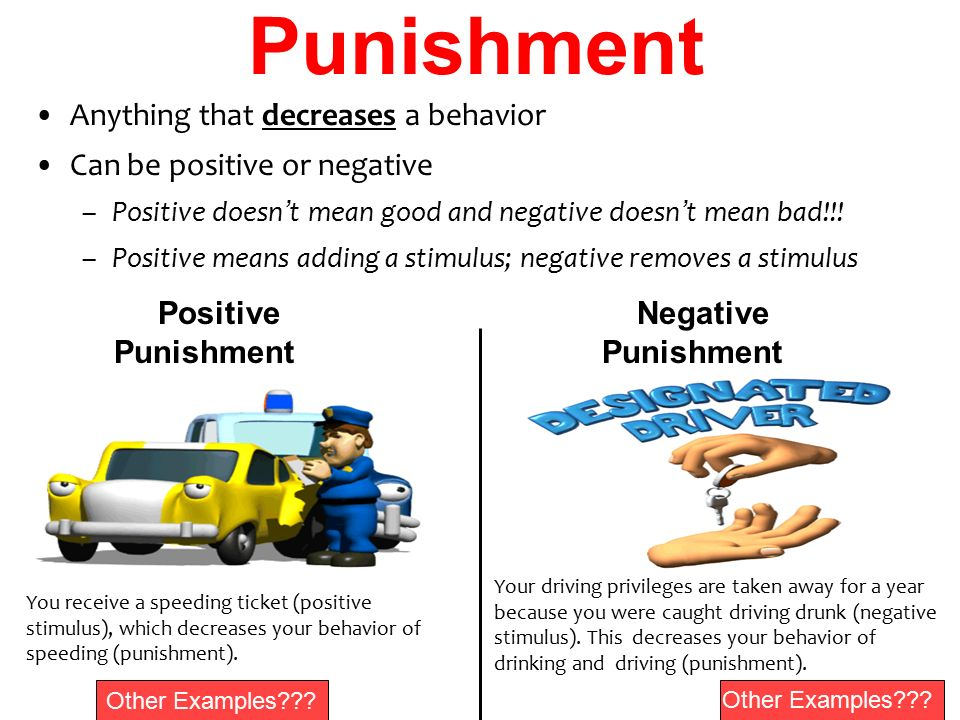 Punishment
• Anything that decreases a behavior
• Can be positive or negative
– Positive doesn’t mean good and negative doesn’t mean bad!!!
– Positive means adding a stimulus; negative removes a stimulus
Positive
Punishment
You receive a speeding ticket (positive
stimulus), which decreases your behavior of
speeding (punishment).
Other Examples???
Negative
Punishment
DESIGNATED
DRIVER
Your driving privileges are taken away for a year
because you were caught driving drunk (negative
stimulus). This decreases your behavior of
drinking and driving (punishment).
Other Examples???